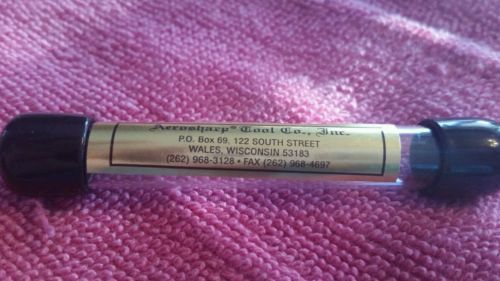 Aerosharp® Tool Co., Inc.
P.O. Box 69, 122 SOUTH STREET
WALES, WISCONSIN 53183
(262) 968-3128 • FAX (262) 968-4697